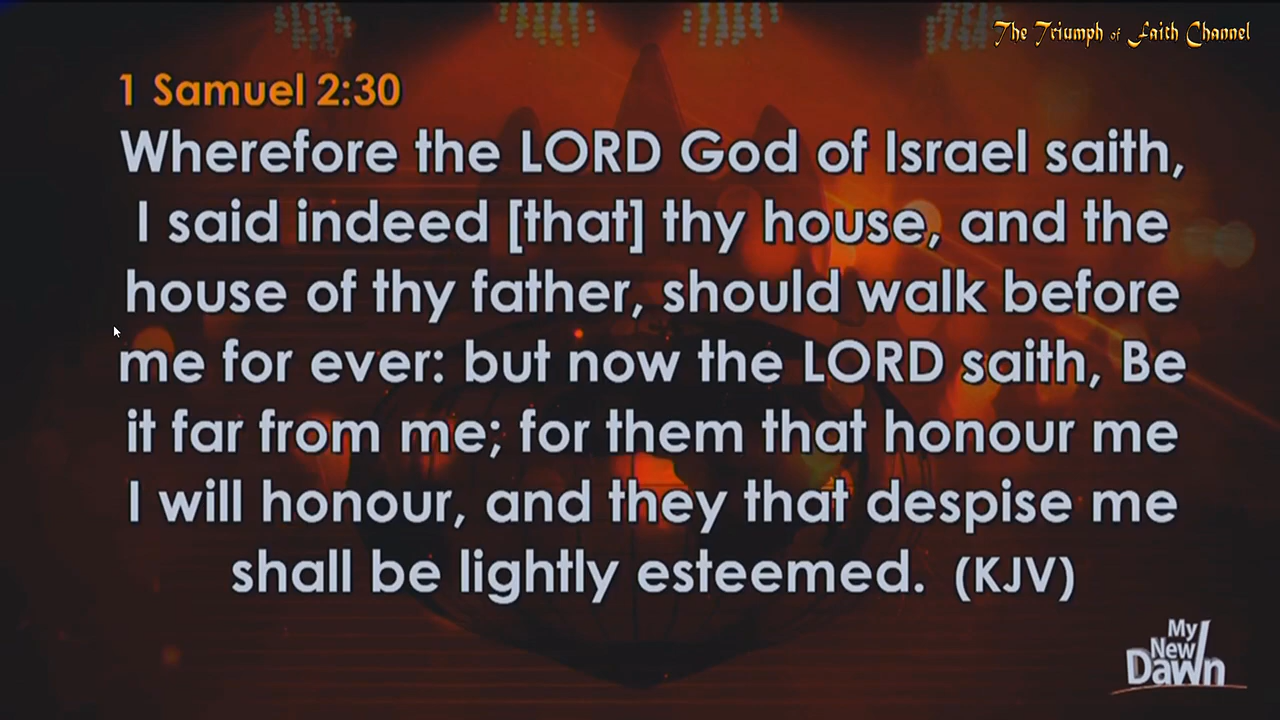 The Triumph of Faith Channel
1 Samuel 2:30
Wherefore the LORD God of Israel saith,
I said indeed [that] thy house, and the
house of thy father, should walk before
me for ever: but now the LORD saith, Be
it far from me; for them that honour me
I will honour, and they that despise me
shall be lightly esteemed. (KJV)
My
New
Dawn